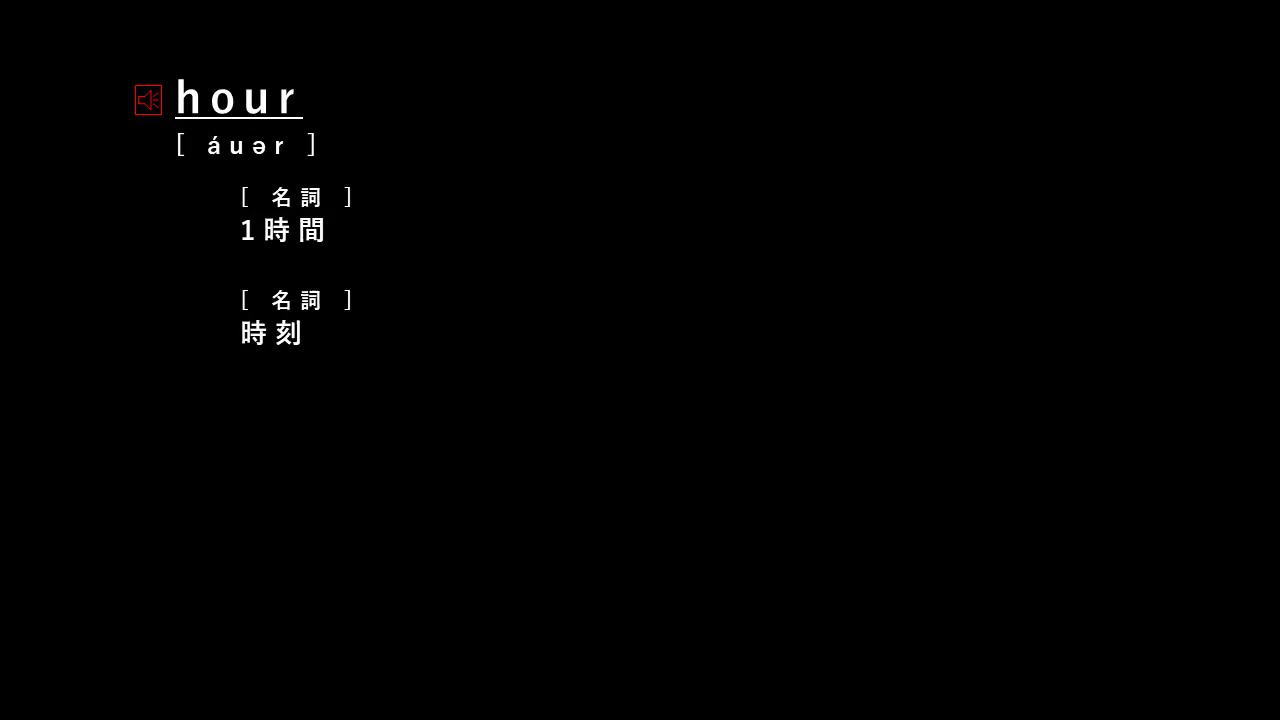 hour
[ áuər ]
[ 名詞 ]
1時間
[ 名詞 ]
時刻